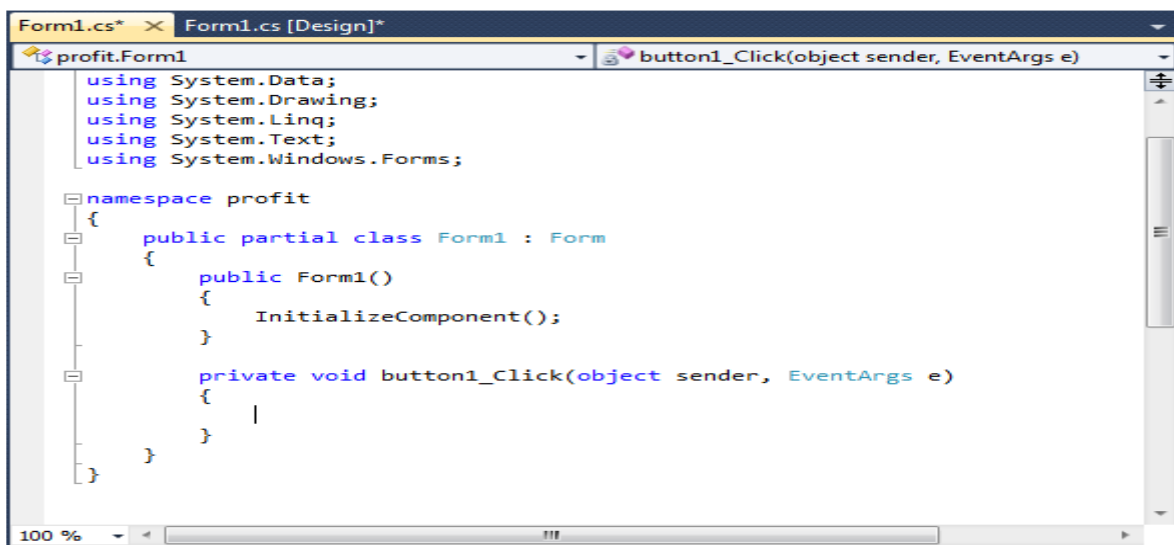 Form1.cs* × Form1.cs [Design]*
profit.Form1 button1_Click(object sender, EventArgs e)
using System.Data;
using System.Drawing;
using System.Linq;
using System.Text;
using System.Windows.Forms;
namespace profit
{
public partial class Form1 : Form
{
public Form1()
{
InitializeComponent();
}
private void button1_Click(object sender, EventArgs e)
{
}
}
}
100 %